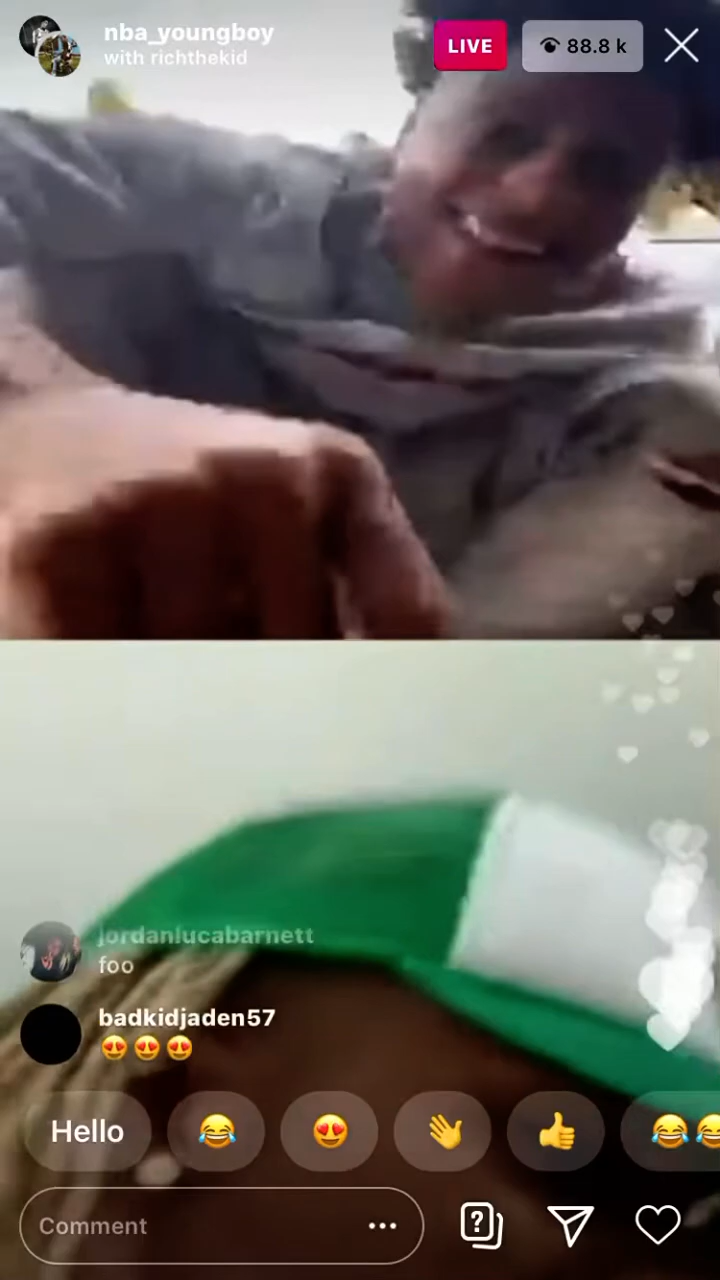 nba_youngboy
with richthekid
LIVE
88.8 k
jordanlucabarnett
foo
badkidjaden57
😍😍😍
Hello
Comment